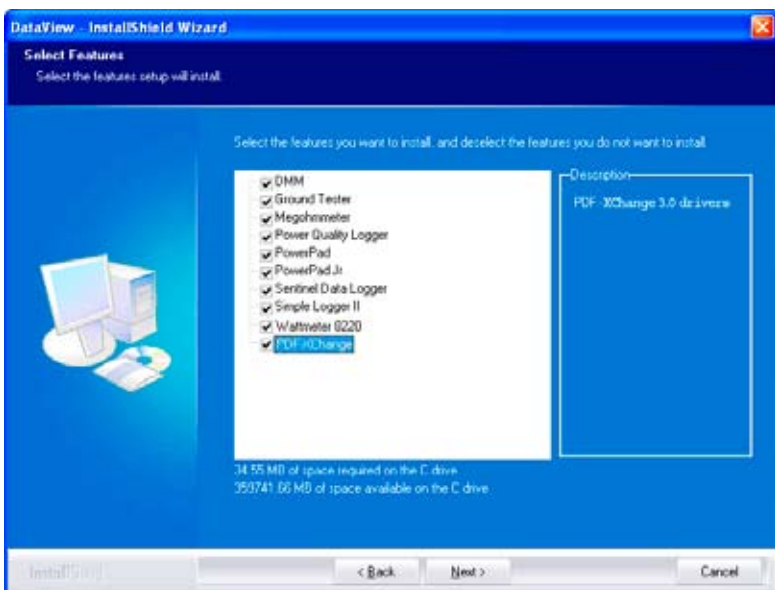 DataView - InstallShield Wizard
Select Features
Select the features setup will install.
Select the features you want to install, and deselect the features you do not want to install.
DMM
Ground Tester
Megohmmeter
Power Quality Logger
PowerPad
PowerPad Jr
Sentinel Data Logger
Simple Logger II
Wattmeter 8220
PDF-XChange
Description
PDF-XChange 3.0 drivers
34.55 MB of space required on the C drive
359741.66 MB of space available on the C drive
InstallShield
< Back
Next >
Cancel